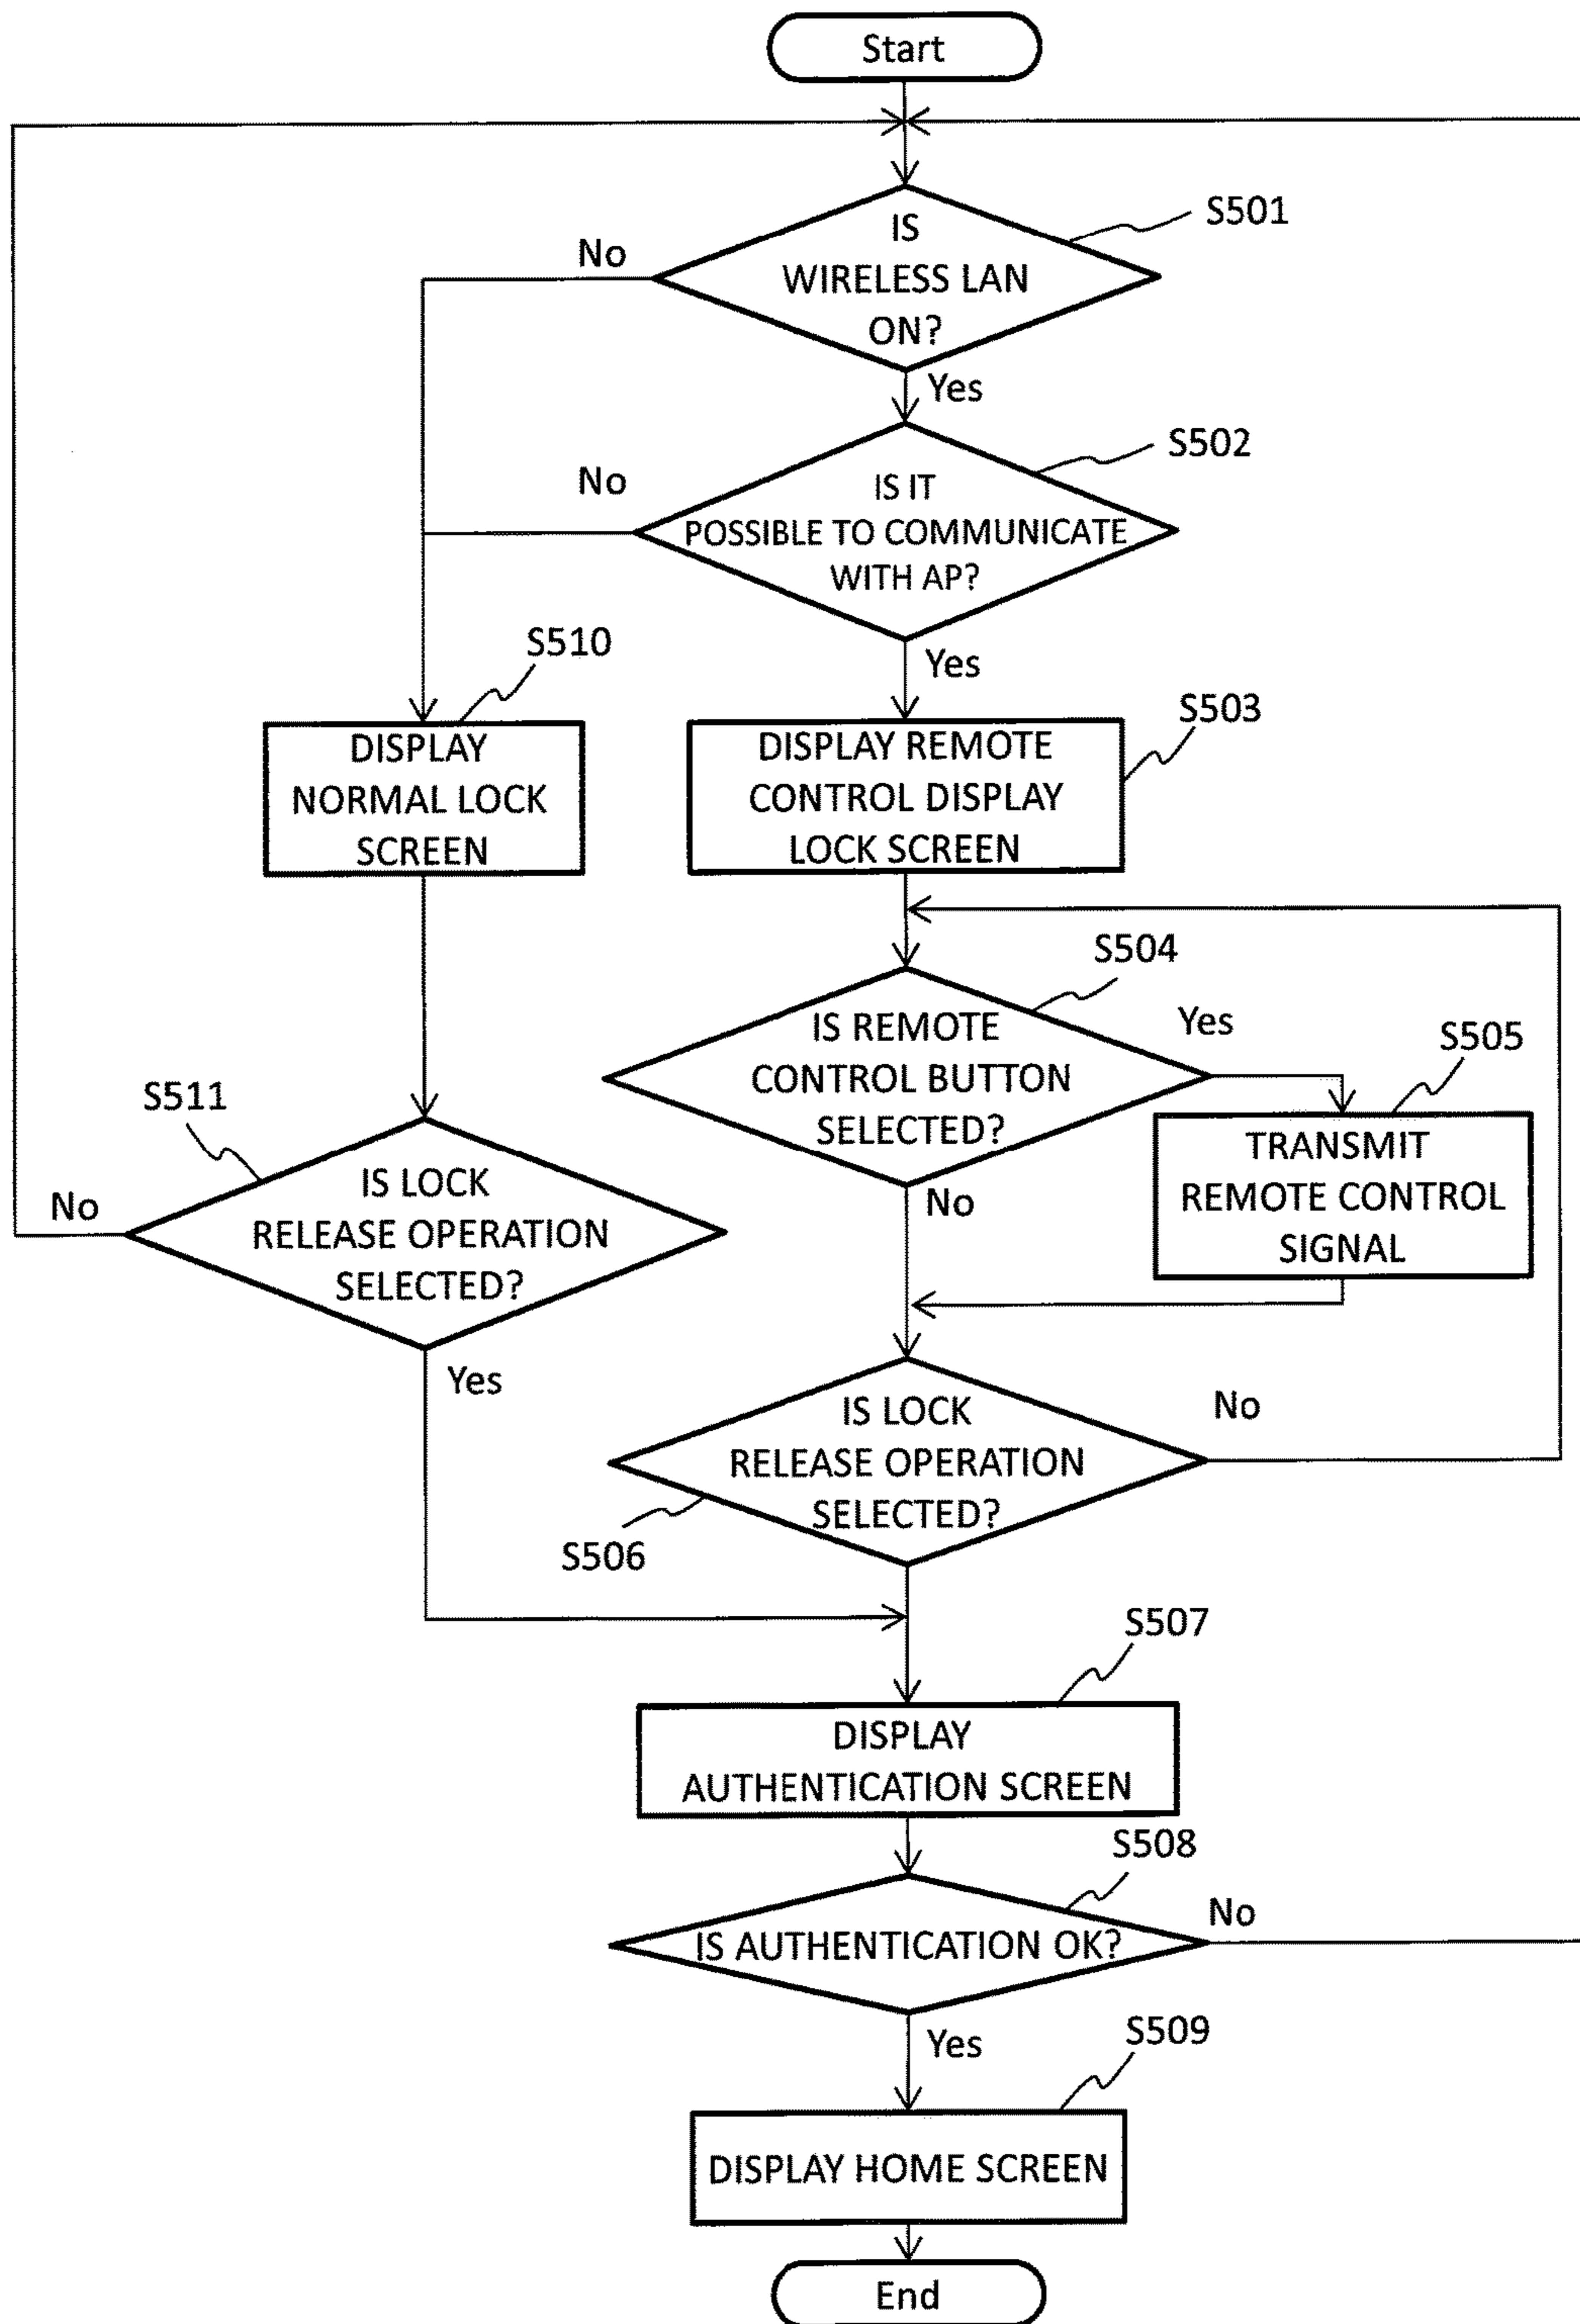 Start
S501
No
IS
WIRELESS LAN
ON?
Yes
S502
No
IS IT
POSSIBLE TO COMMUNICATE
WITH AP?
S510
Yes
S503
DISPLAY
NORMAL LOCK
SCREEN
DISPLAY REMOTE
CONTROL DISPLAY
LOCK SCREEN
S504
IS REMOTE
CONTROL BUTTON
SELECTED?
Yes
S505
S511
TRANSMIT
REMOTE CONTROL
SIGNAL
No
IS LOCK
RELEASE OPERATION
SELECTED?
No
Yes
IS LOCK
RELEASE OPERATION
SELECTED?
No
S506
S507
DISPLAY
AUTHENTICATION SCREEN
S508
No
IS AUTHENTICATION OK?
Yes
S509
DISPLAY HOME SCREEN
End